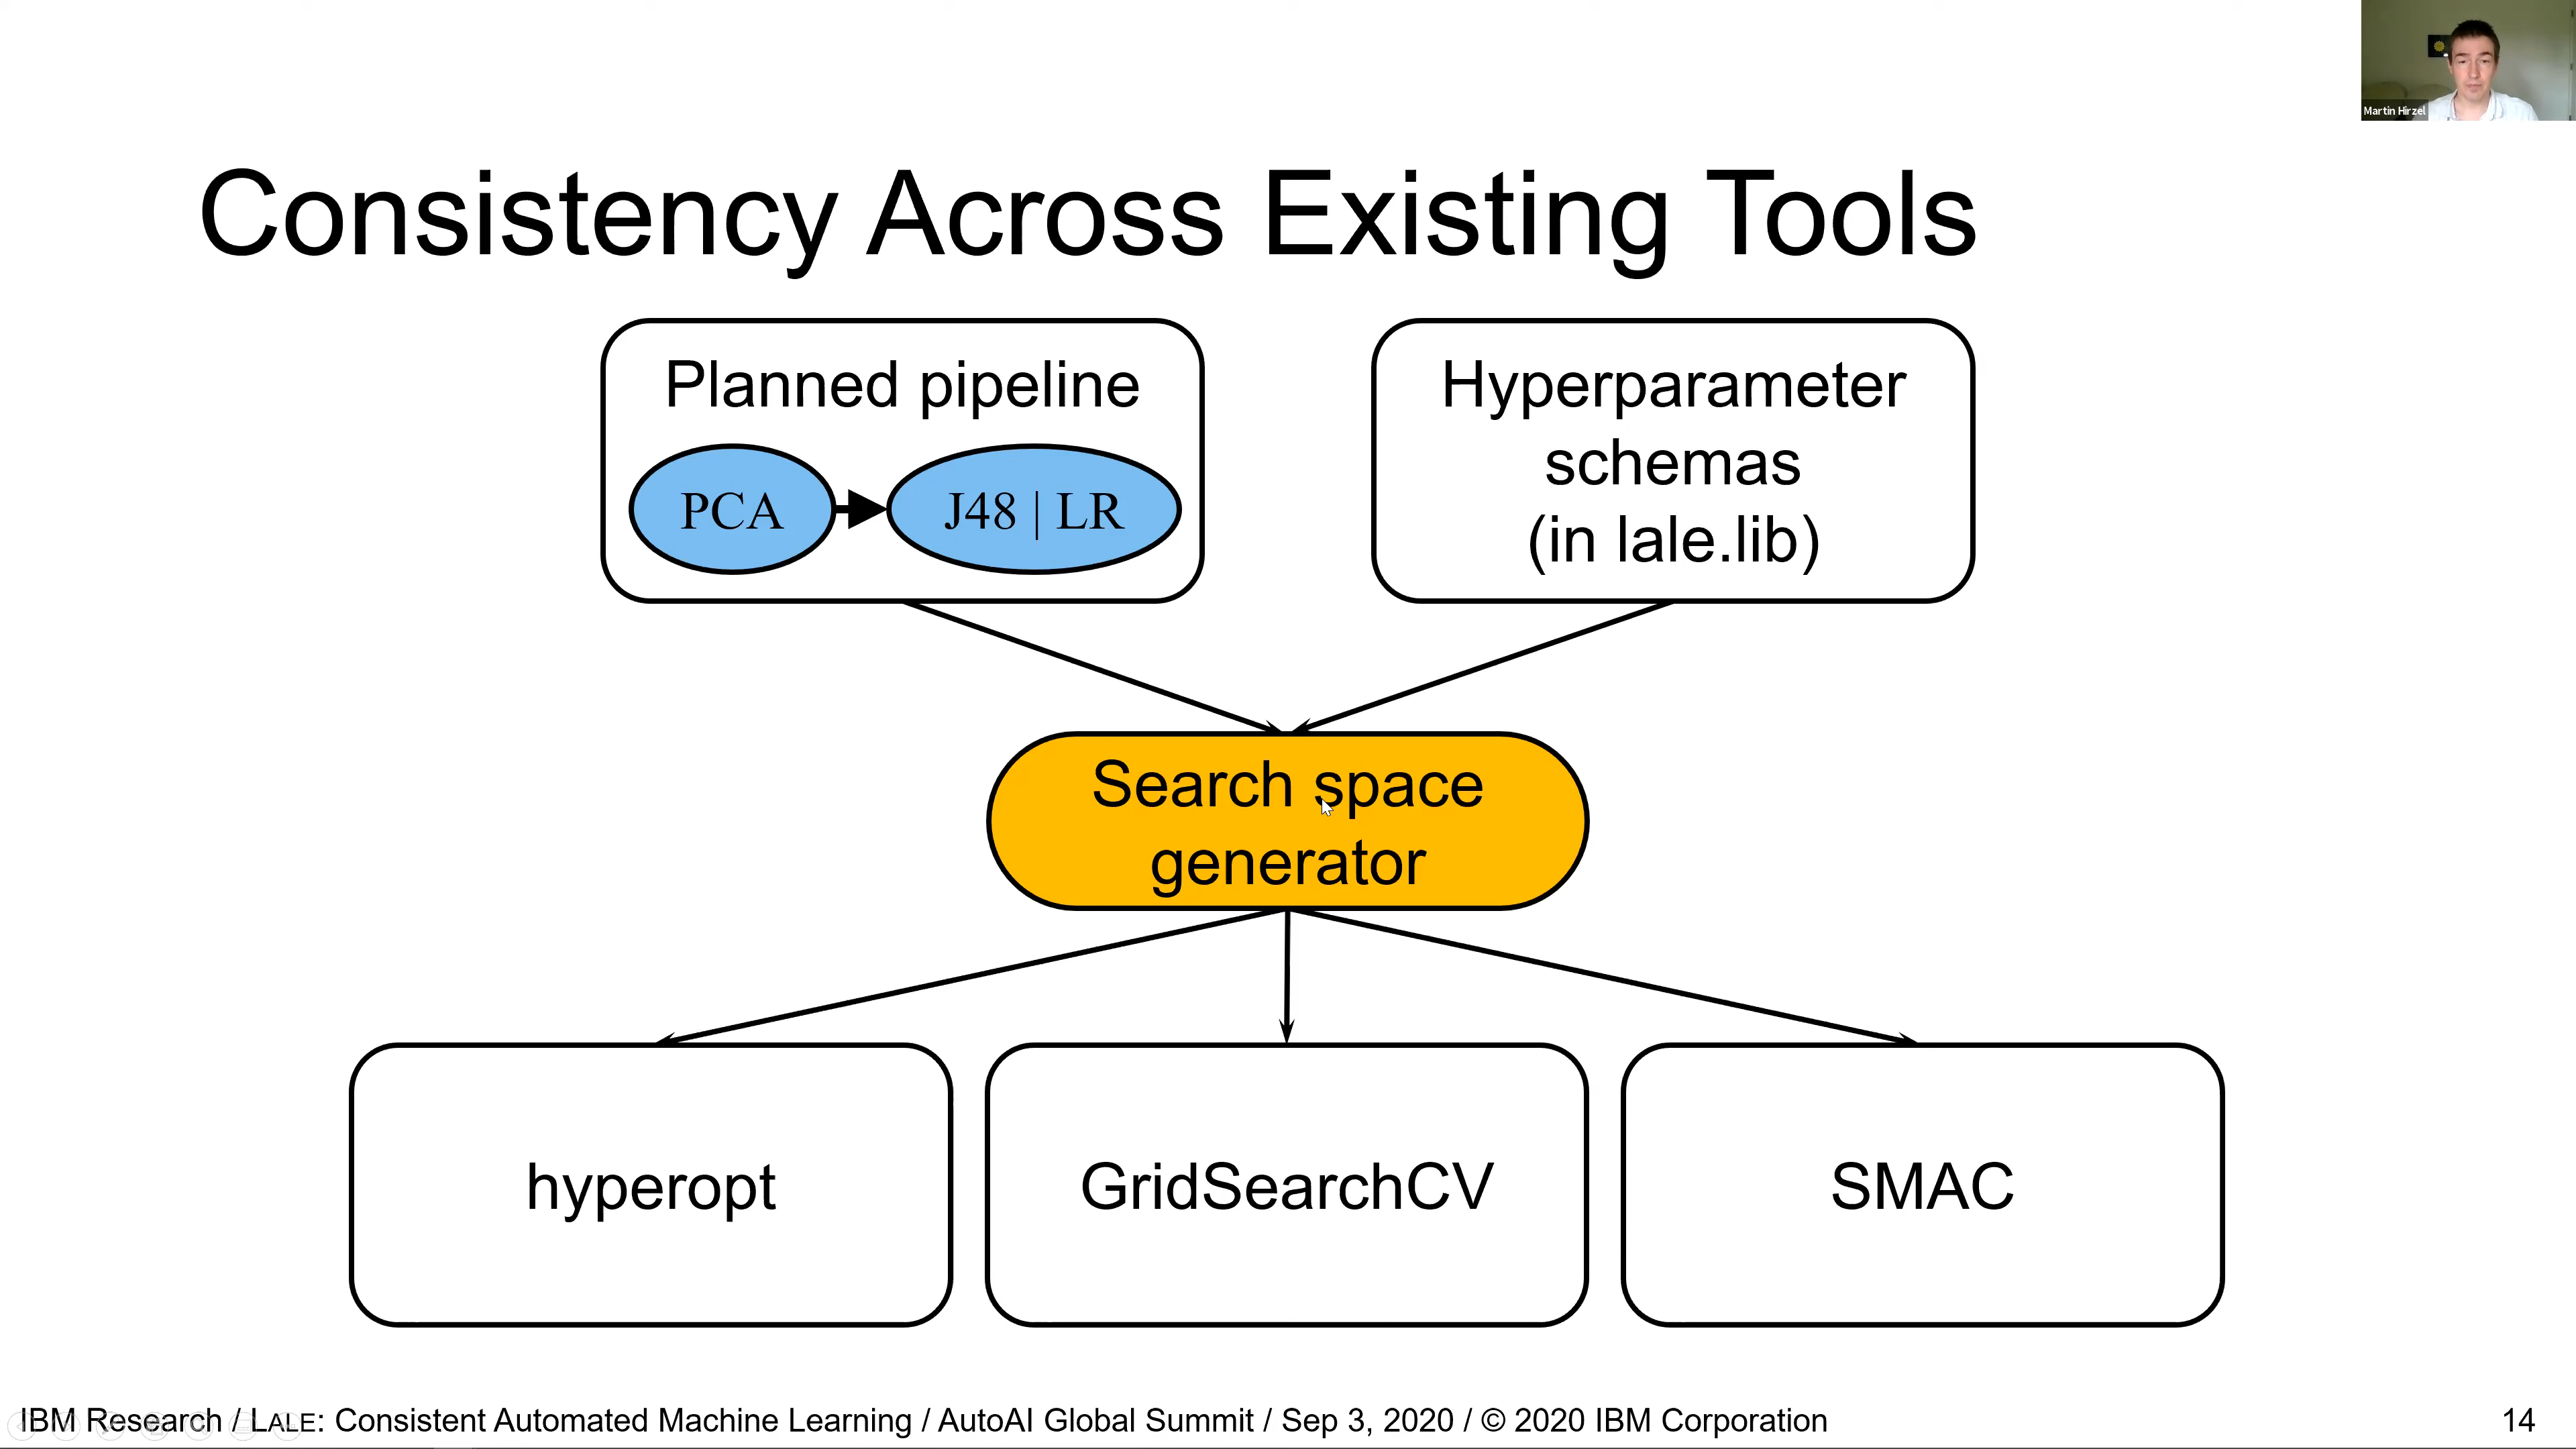 Martin Hirzel
Consistency Across Existing Tools
Planned pipeline
PCA
J48 | LR
Hyperparameter
schemas
(in lale.lib)
Search space
generator
hyperopt
GridSearchCV
SMAC
IBM Research / LALE: Consistent Automated Machine Learning / AutoAI Global Summit / Sep 3, 2020 / © 2020 IBM Corporation
14